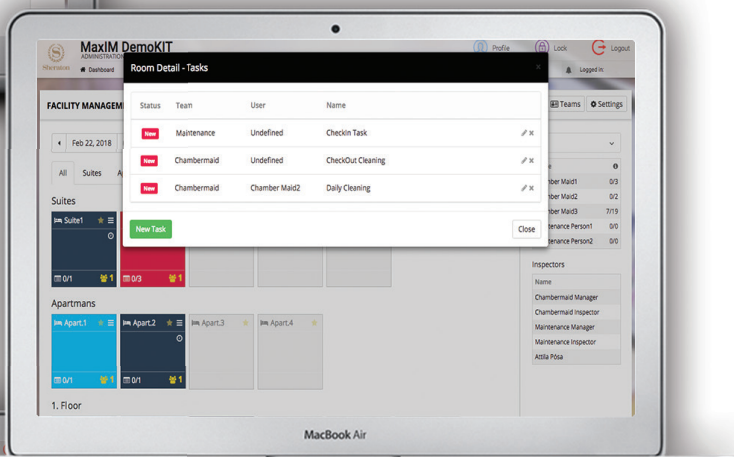 MaxIM DemoKIT
ADMINISTRATION
Sheraton
Dashboard
Profile
Lock
Logout
Logged in:
Room Detail - Tasks
×
FACILITY MANAGEM
Teams
Settings
Status Team User Name
New Maintenance Undefined CheckIn Task
New Chambermaid Undefined CheckOut Cleaning
New Chambermaid Chamber Maid2 Daily Cleaning
New Task
Close
Feb 22, 2018
All Suites A
Suites
Suite1
0/1 1
0/3 1
Apartmans
Apart.1
Apart.2
Apart.3
Apart.4
0/1 1
0/1 1
1. Floor
mber Maid1 0/3
mber Maid2 0/2
mber Maid3 7/19
tenance Person1 0/0
tenance Person2 0/0
Inspectors
Name
Chambermaid Manager
Chambermaid Inspector
Maintenance Manager
Maintenance Inspector
Attila Pósa
MacBook Air